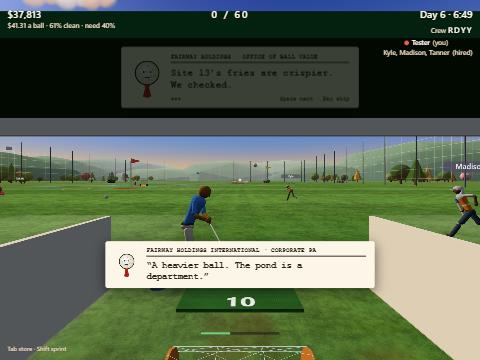 $37,813
0 / 60
Day 6 · 6:49
$41.31 a ball · 61% clean · need 40%
Crew RDYY
Tester (you)
Kyle, Madison, Tanner (hired)
FAIRWAY HOLDINGS · OFFICE OF BALL VALUE
Site 13's fries are crispier.
We checked.
Space next · Esc skip
Madiso
FAIRWAY HOLDINGS INTERNATIONAL · CORPORATE PA
"A heavier ball. The pond is a
department."
10
Tab store · Shift sprint